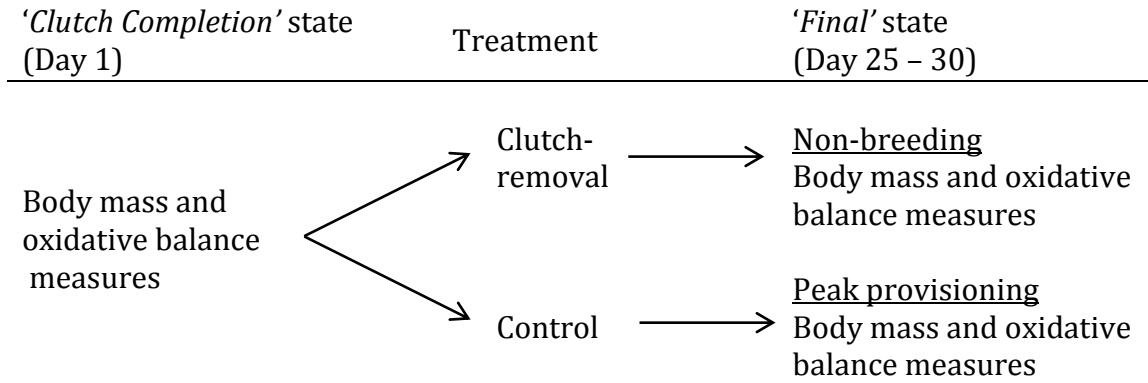 ‘Clutch Completion’ state
(Day 1)
Treatment
‘Final’ state
(Day 25 – 30)
Body mass and
oxidative balance
measures
Clutch-
removal
Control
Non-breeding
Body mass and oxidative
balance measures
Peak provisioning
Body mass and oxidative
balance measures